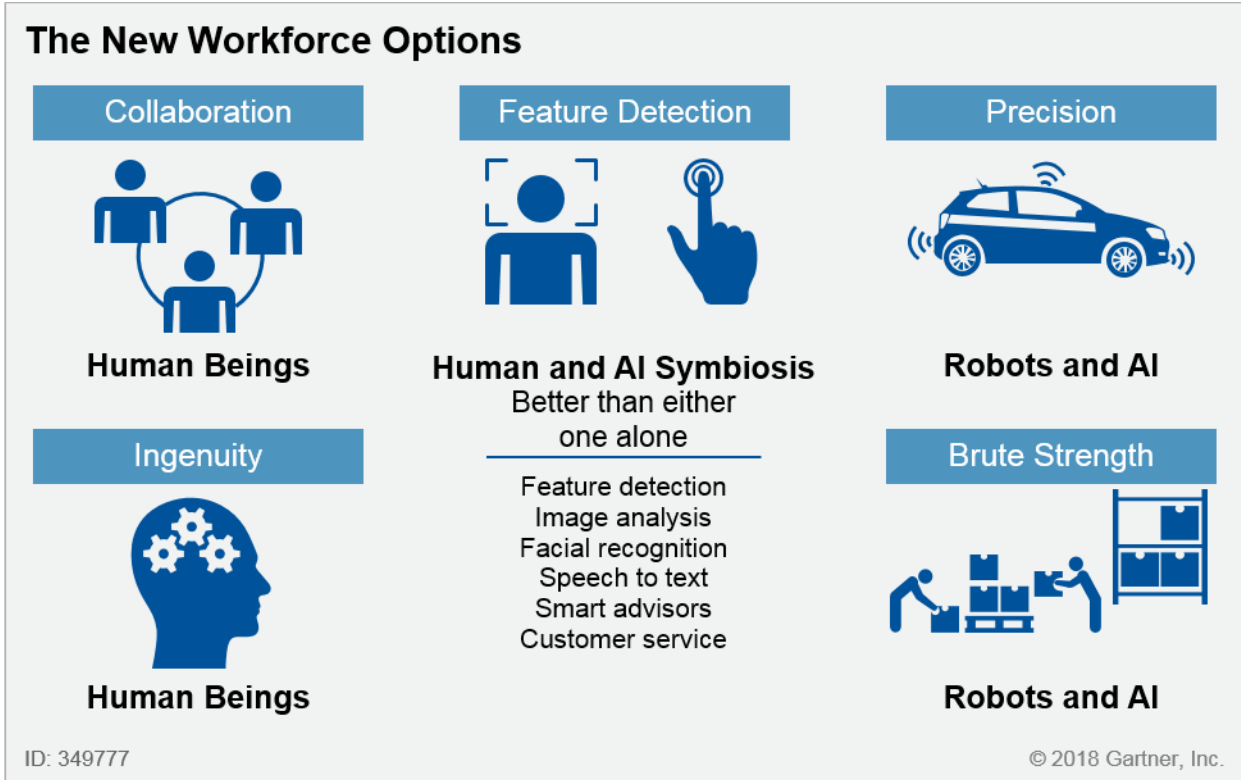 The New Workforce Options
Collaboration
Human Beings
Ingenuity
Human Beings
Feature Detection
Human and AI Symbiosis
Better than either
one alone
Feature detection
Image analysis
Facial recognition
Speech to text
Smart advisors
Customer service
Precision
Robots and AI
Brute Strength
Robots and AI
ID: 349777
© 2018 Gartner, Inc.